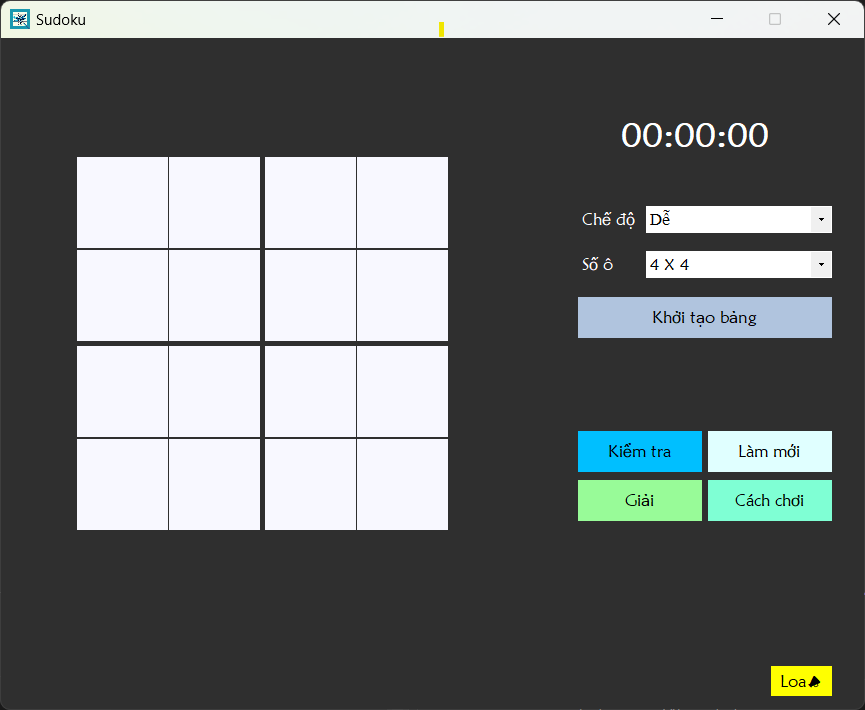 Sudoku
00:00:00
Chế độ
Dễ
Số ô
4 X 4
Khởi tạo bảng
Kiểm tra
Làm mới
Giải
Cách chơi
Loa